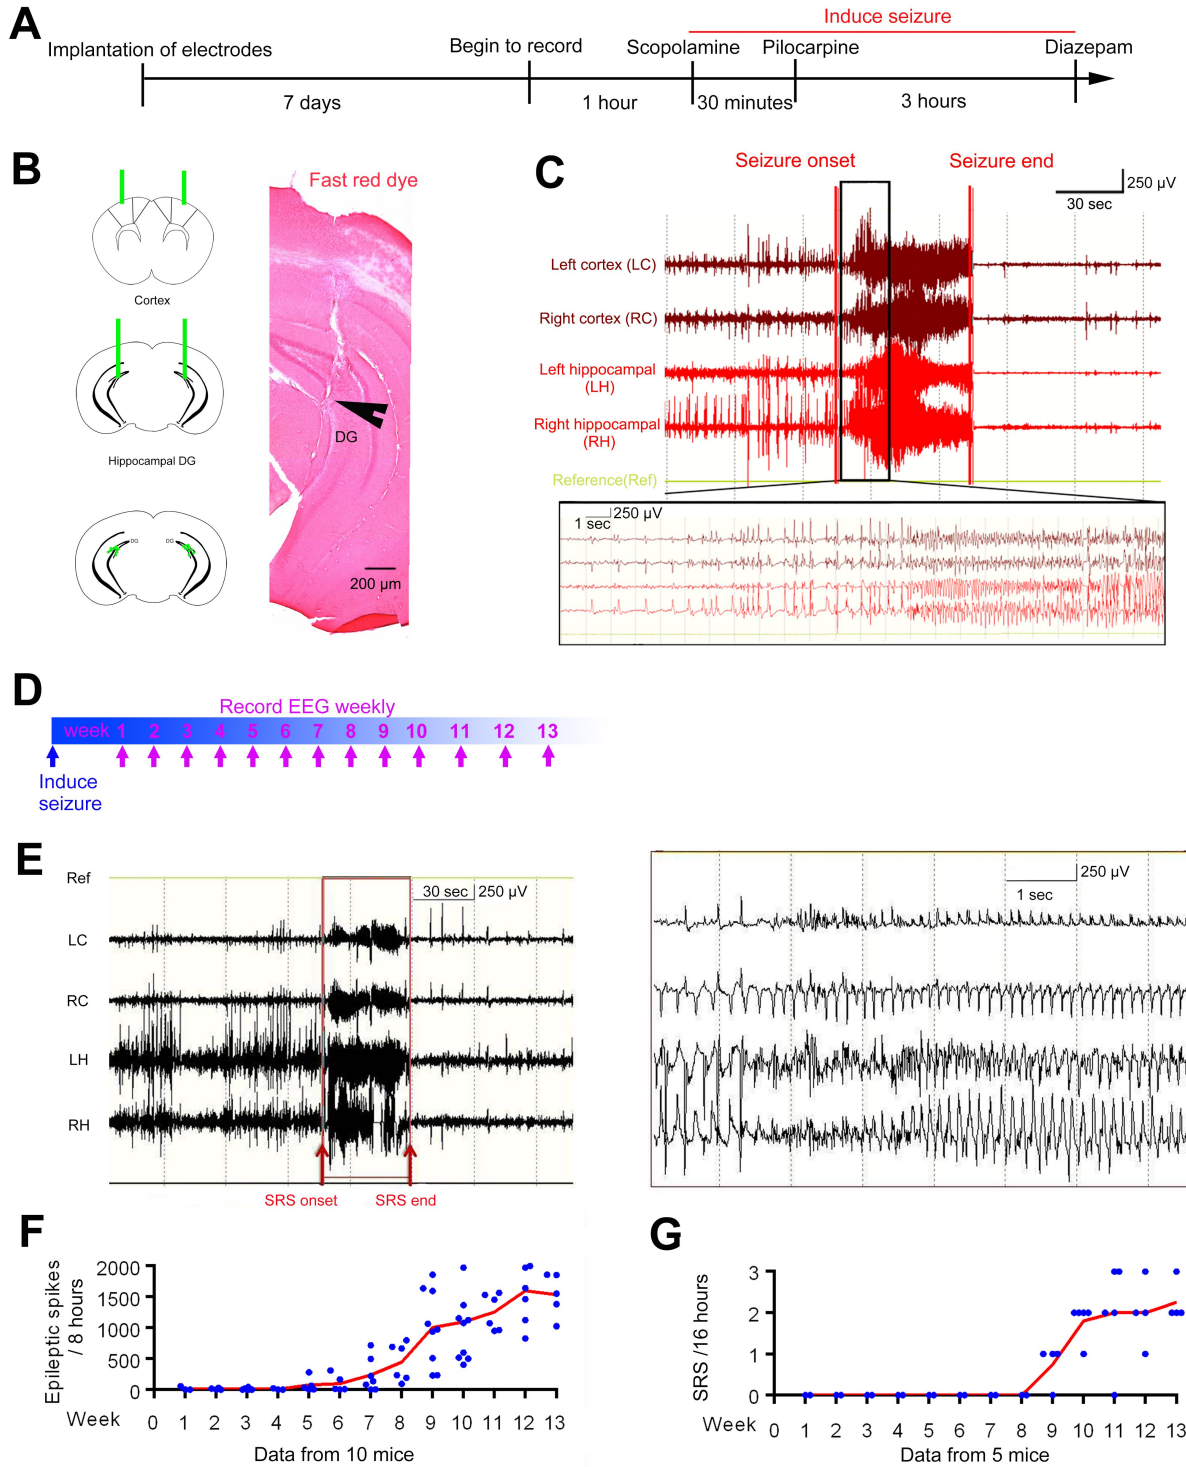 A
Induce seizure
Implantation of electrodes
Begin to record
Scopolamine
Pilocarpine
Diazepam
7 days
1 hour
30 minutes
3 hours
B
Fast red dye
Cortex
Hippocampal DG
DG
DG
DG
200 µm
C
Seizure onset
Seizure end
250 µV
30 sec
Left cortex (LC)
Right cortex (RC)
Left hippocampal
(LH)
Right hippocampal
(RH)
Reference(Ref)
250 µV
1 sec
D
Record EEG weekly
week 1 2 3 4 5 6 7 8 9 10 11 12 13
Induce
seizure
E
Ref
30 sec
250 µV
LC
RC
LH
RH
SRS onset
SRS end
250 µV
1 sec
F
Epileptic spikes
/ 8 hours
2000
1500
1000
500
0
Week 0 1 2 3 4 5 6 7 8 9 10 11 12 13
Data from 10 mice
G
SRS /16 hours
3
2
1
0
Week 0 1 2 3 4 5 6 7 8 9 10 11 12 13
Data from 5 mice